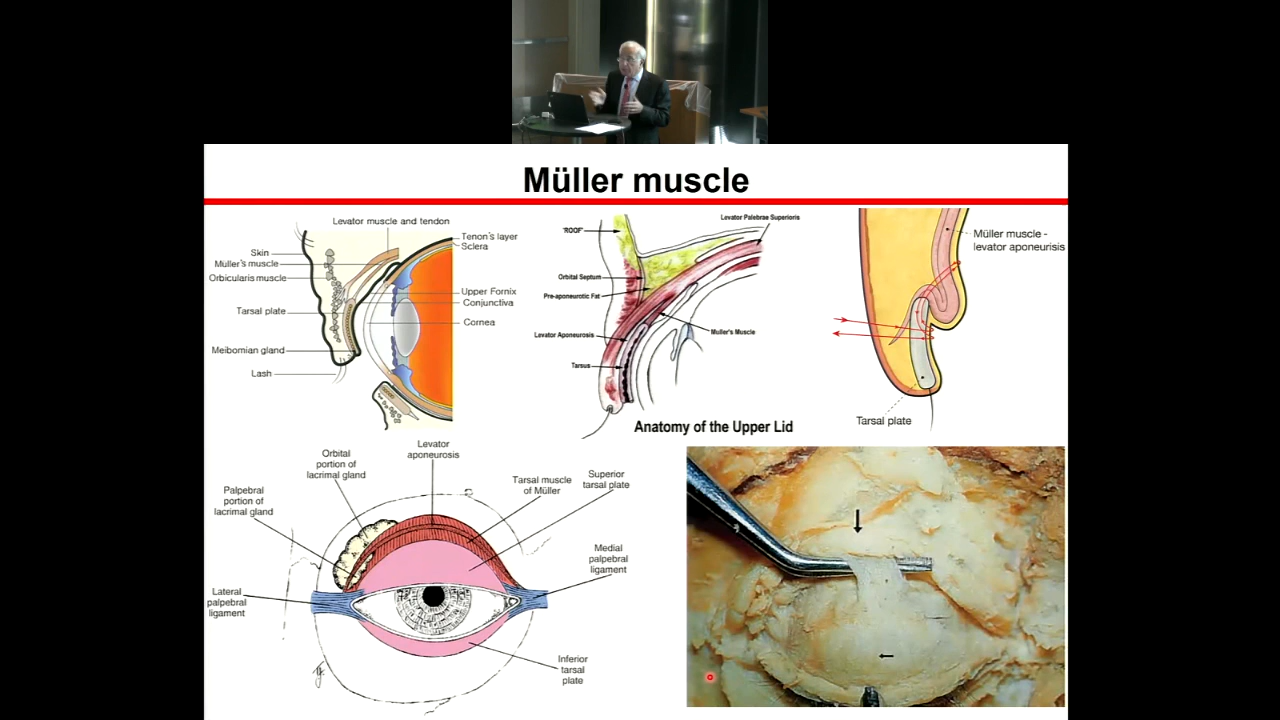 Müller muscle
Levator muscle and tendon
Skin
Müller's muscle
Orbicularis muscle
Tarsal plate
Meibomian gland
Lash
Tenon's layer
Sclera
Upper Fornix
Conjunctiva
Cornea
'ROOF'
Orbital Septum
Pre-aponeurotic Fat
Levator Aponeurosis
Tarsus
Levator Palebrae Superioris
Muller's Muscle
Anatomy of the Upper Lid
Müller muscle -
levator aponeurisis
Tarsal plate
Levator
aponeurosis
Orbital
portion of
lacrimal gland
Palpebral
portion of
lacrimal gland
Tarsal muscle
of Müller
Superior
tarsal plate
Medial
palpebral
ligament
Lateral
palpebral
ligament
Inferior
tarsal
plate